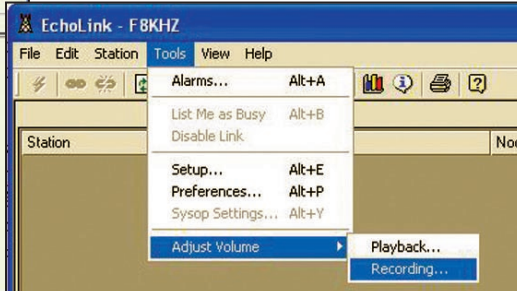 EchoLink - F8KHZ
File Edit Station Tools View Help
Alarms... Alt+A
List Me as Busy Alt+B
Disable Link
Station
Setup... Alt+E
Preferences... Alt+P
Sysop Settings... Alt+Y
Adjust Volume
Playback...
Recording...